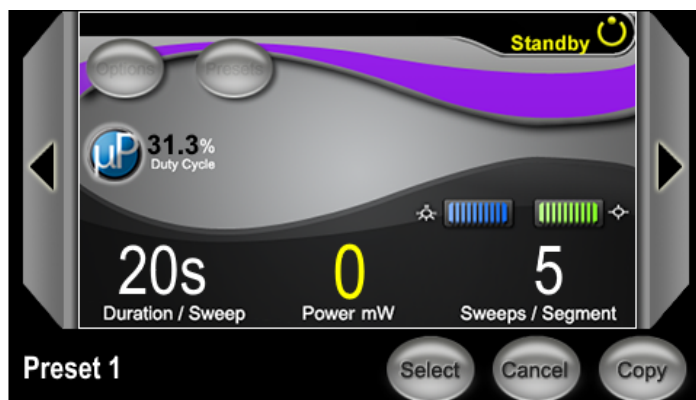 Standby
Options Presets
µP 31.3%
Duty Cycle
20s 0 5
Duration / Sweep Power mW Sweeps / Segment
Preset 1 Select Cancel Copy